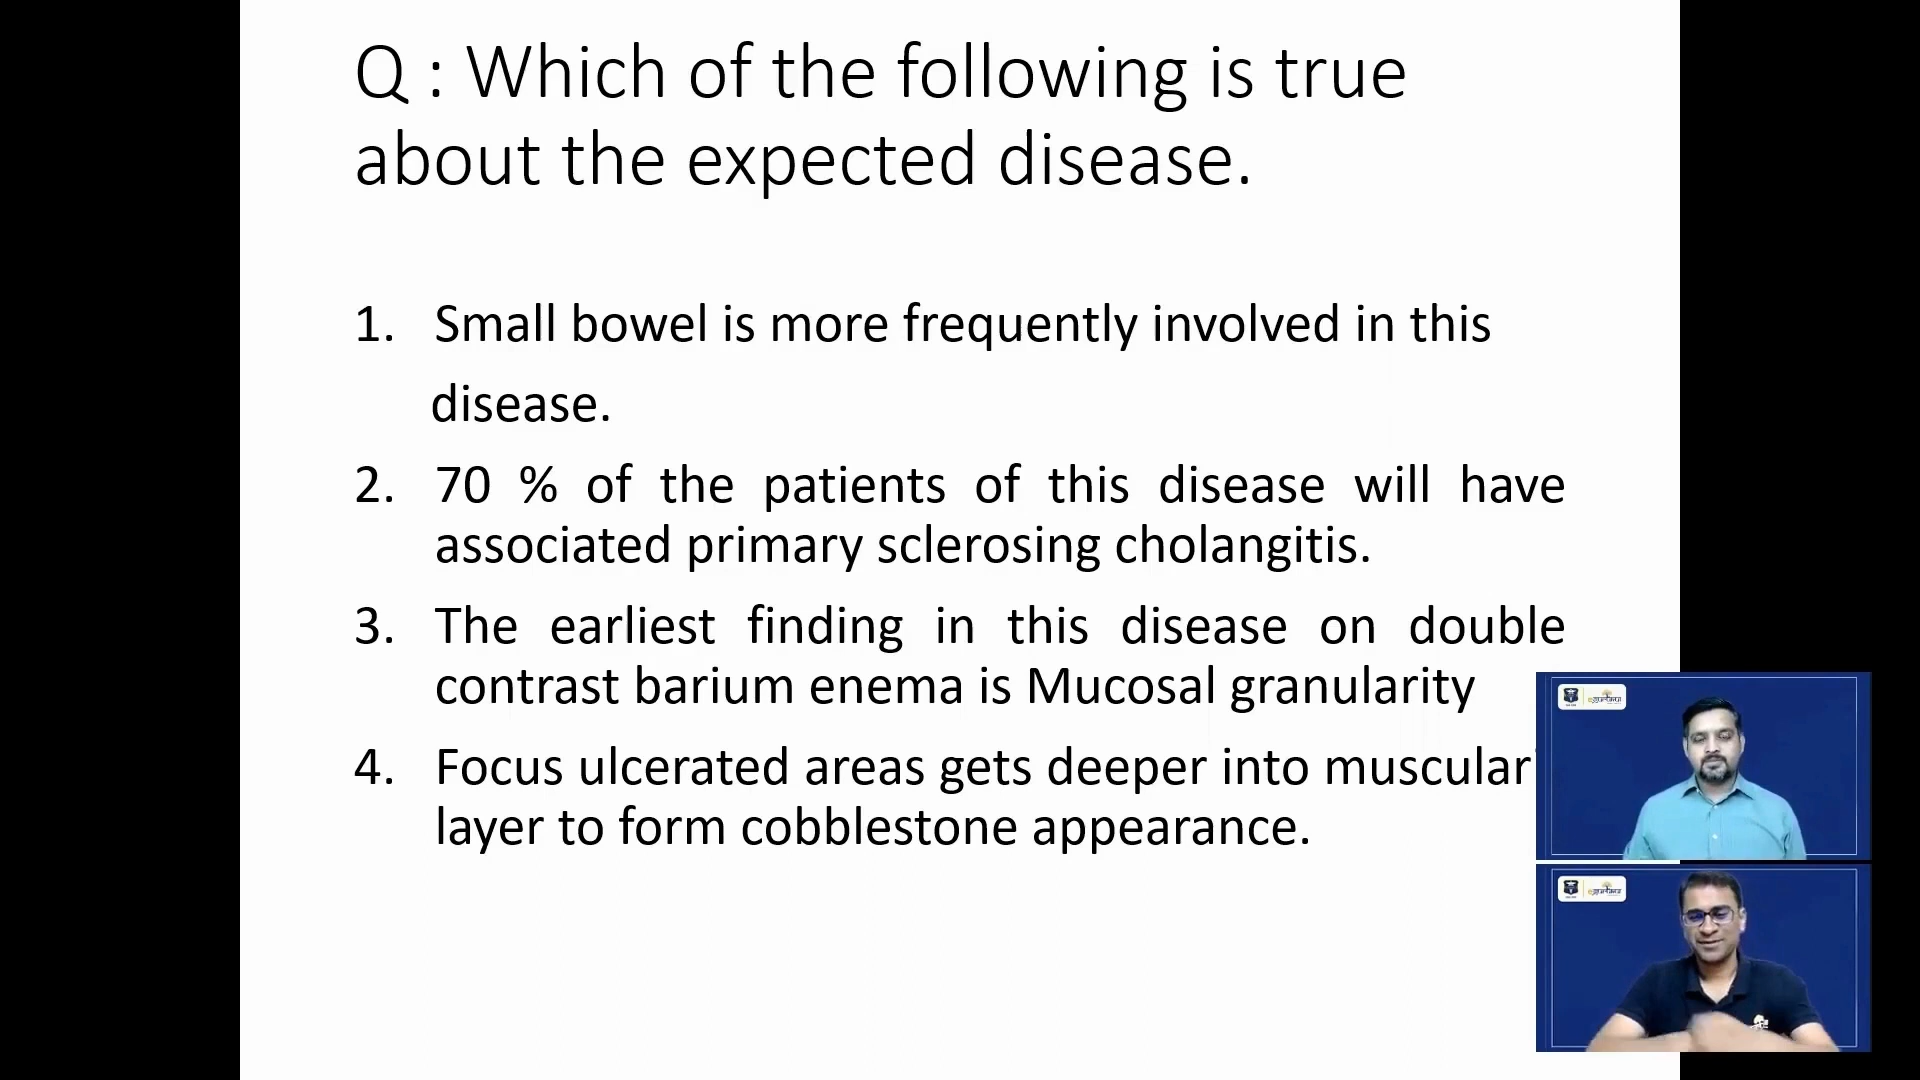 Q : Which of the following is true
about the expected disease.
1. Small bowel is more frequently involved in this
disease.
2. 70 % of the patients of this disease will have
associated primary sclerosing cholangitis.
3. The earliest finding in this disease on double
contrast barium enema is Mucosal granularity
4. Focus ulcerated areas gets deeper into muscular
layer to form cobblestone appearance.